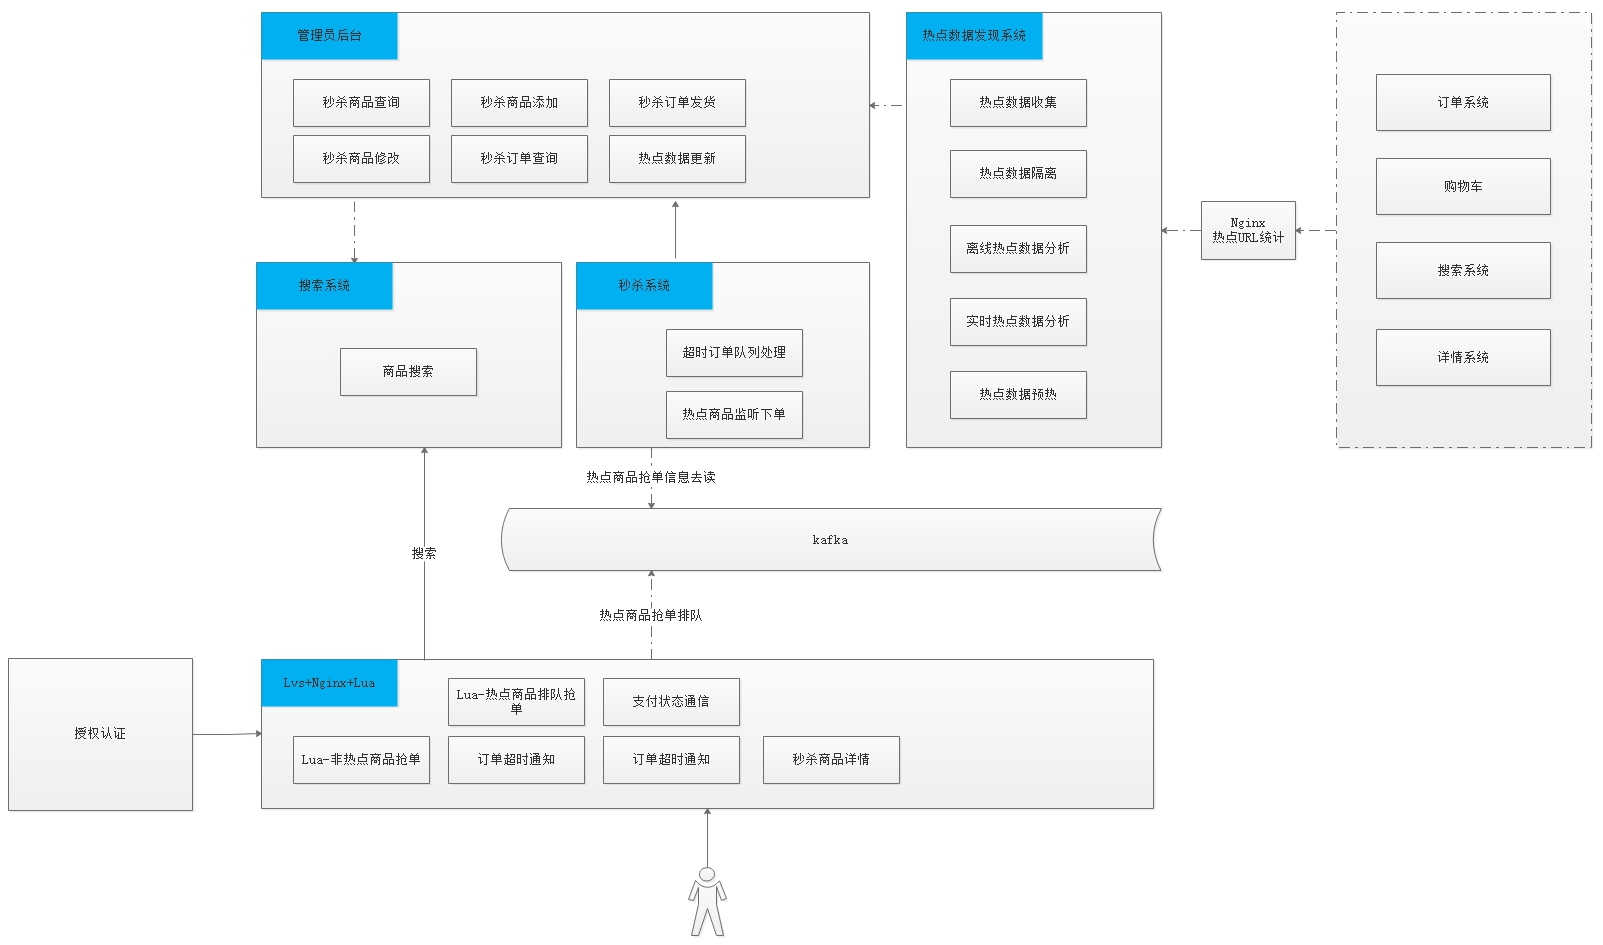 管理员后台
秒杀商品查询
秒杀商品添加
秒杀订单发货
秒杀商品修改
秒杀订单查询
热点数据更新
热点数据发现系统
热点数据收集
热点数据隔离
离线热点数据分析
实时热点数据分析
热点数据预热
Nginx
热点URL统计
订单系统
购物车
搜索系统
详情系统
搜索系统
商品搜索
秒杀系统
超时订单队列处理
热点商品监听下单
热点商品抢单信息去读
kafka
搜索
热点商品抢单排队
授权认证
Lvs+Nginx+Lua
Lua-热点商品排队抢
单
支付状态通信
Lua-非热点商品抢单
订单超时通知
订单超时通知
秒杀商品详情